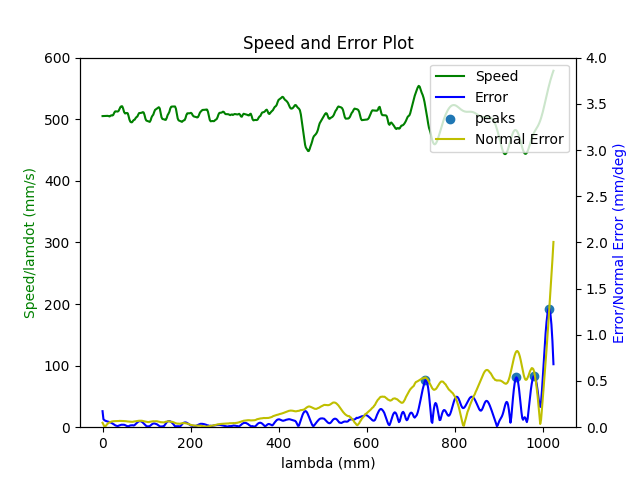 Speed and Error Plot
Speed
Error
peaks
Normal Error
600
500
400
300
200
100
0
4.0
3.5
3.0
2.5
2.0
1.5
1.0
0.5
0.0
0
200
400
600
800
1000
Speed/lamdot (mm/s)
Error/Normal Error (mm/deg)
lambda (mm)